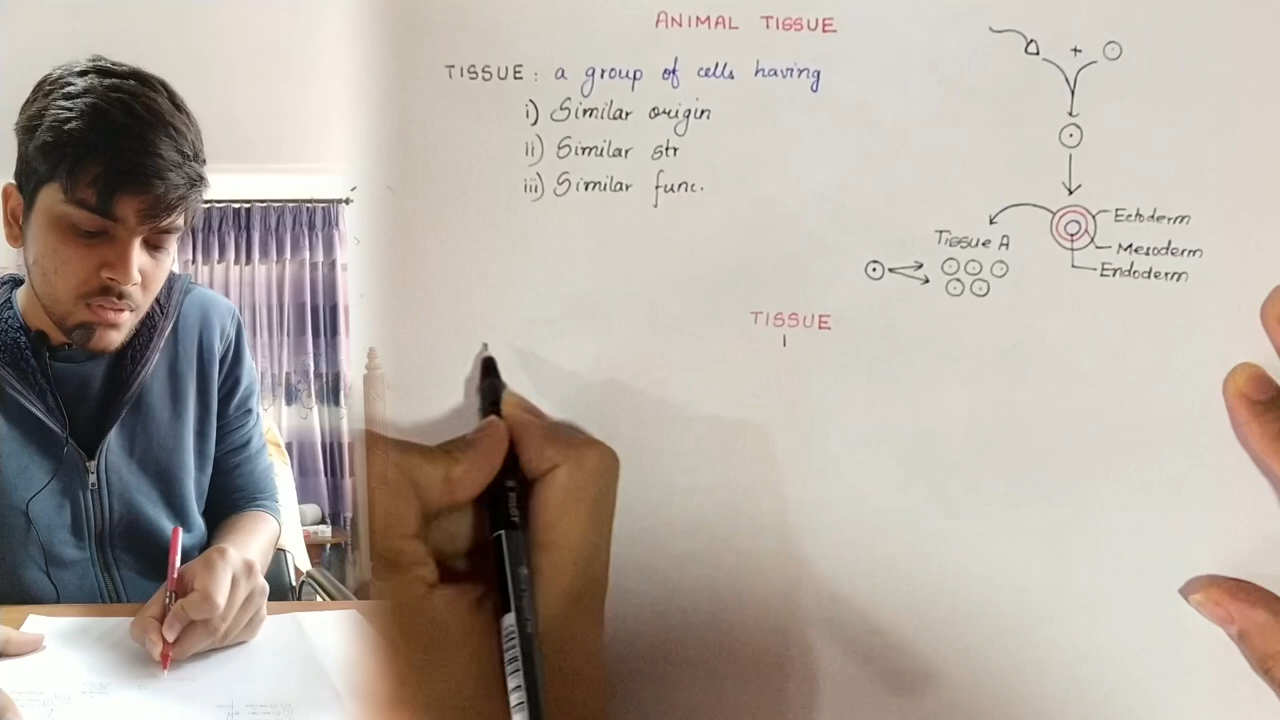 ANIMAL TISSUE
TISSUE: a group of cells having
i) Similar origin
ii) Similar str
iii) Similar func.
+
Ectoderm
Mesoderm
Endoderm
Tissue A
TISSUE